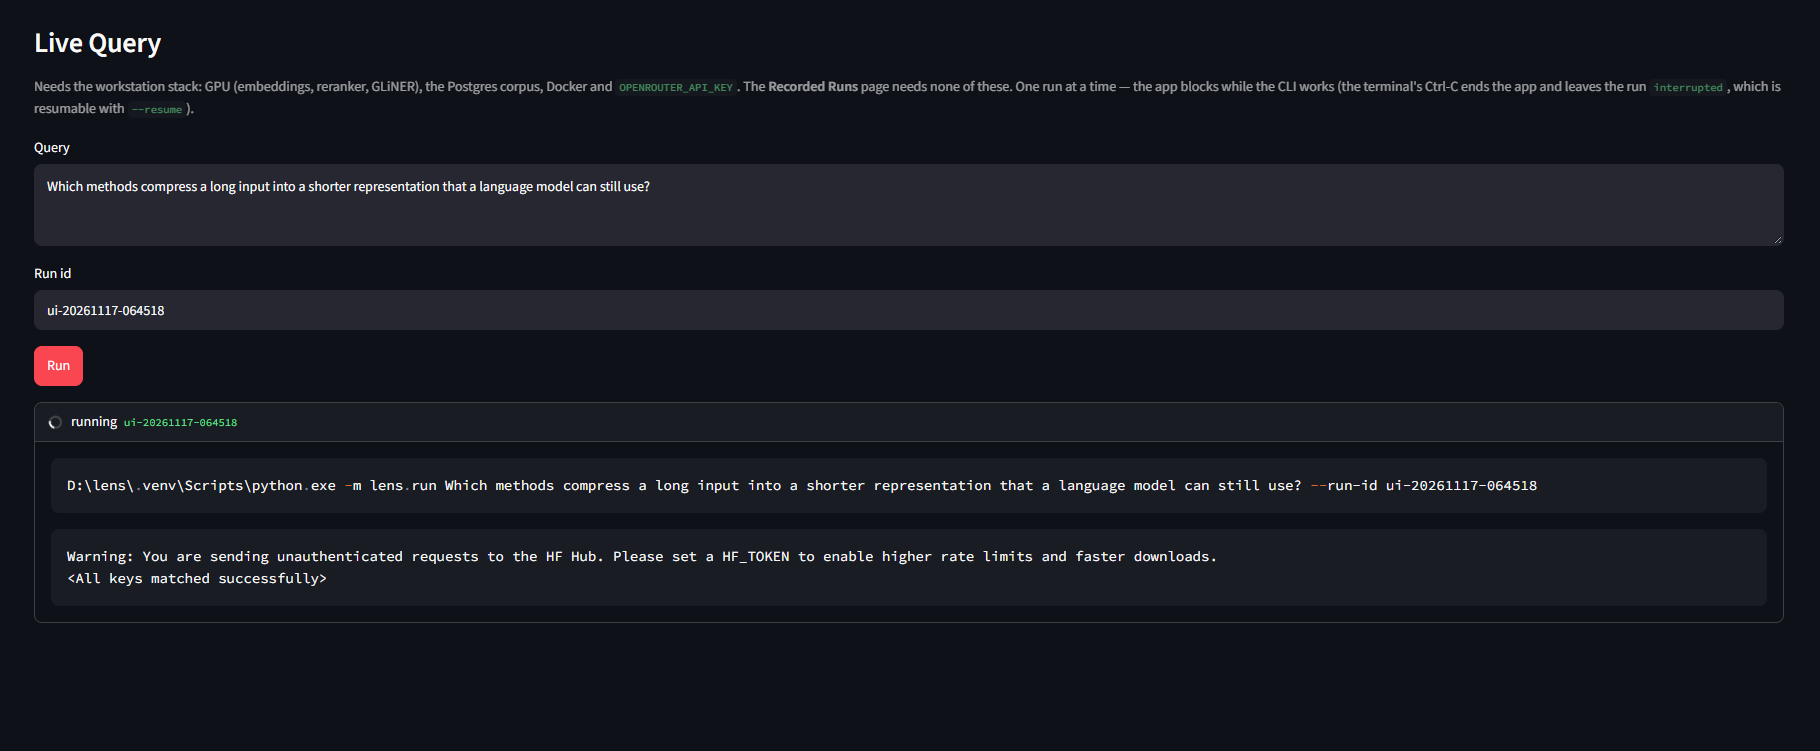 Live Query
Needs the workstation stack: GPU (embeddings, reranker, GLiNER), the Postgres corpus, Docker and OPENROUTER_API_KEY. The Recorded Runs page needs none of these. One run at a time — the app blocks while the CLI works (the terminal's Ctrl-C ends the app and leaves the run interrupted, which is
resumable with --resume).
Query
Which methods compress a long input into a shorter representation that a language model can still use?
Run id
ui-20261117-064518
Run
running ui-20261117-064518
D:\lens\.venv\Scripts\python.exe -m lens.run Which methods compress a long input into a shorter representation that a language model can still use? --run-id ui-20261117-064518
Warning: You are sending unauthenticated requests to the HF Hub. Please set a HF_TOKEN to enable higher rate limits and faster downloads.
<All keys matched successfully>